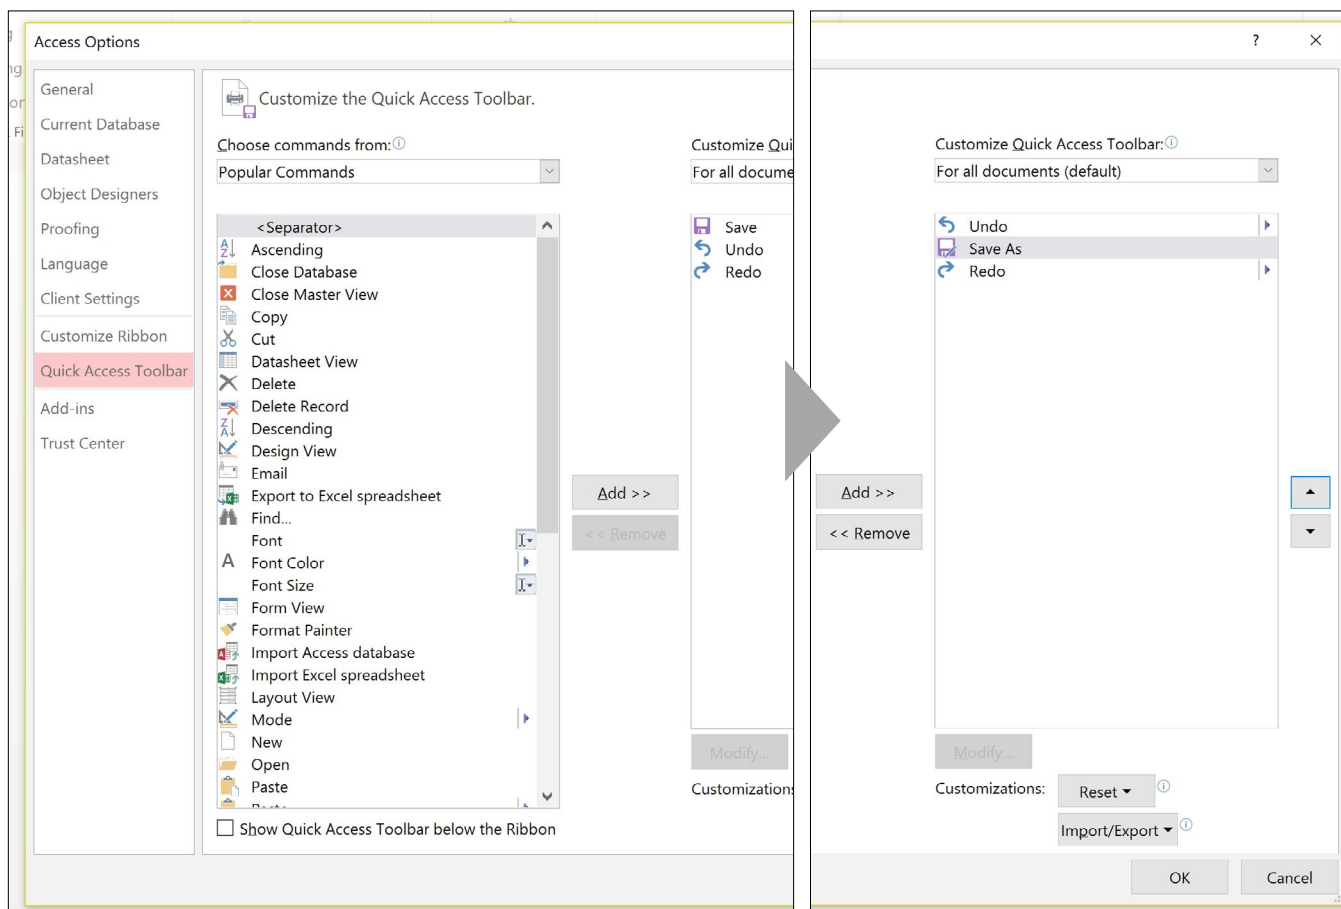 Access Options
General
Current Database
Datasheet
Object Designers
Proofing
Language
Client Settings
Customize Ribbon
Quick Access Toolbar
Add-ins
Trust Center
Customize the Quick Access Toolbar.
Choose commands from:
Popular Commands
<Separator>
Ascending
Close Database
Close Master View
Copy
Cut
Datasheet View
Delete
Delete Record
Descending
Design View
Email
Export to Excel spreadsheet
Find...
Font
Font Color
Font Size
Form View
Format Painter
Import Access database
Import Excel spreadsheet
Layout View
Mode
New
Open
Paste
Show Quick Access Toolbar below the Ribbon
Add >>
<< Remove
Customize Qui
For all docume
Save
Undo
Redo
Modify...
Customization
? ×
Customize Quick Access Toolbar:
For all documents (default)
Undo
Save As
Redo
Add >>
<< Remove
Modify...
Customizations: Reset
Import/Export
OK Cancel